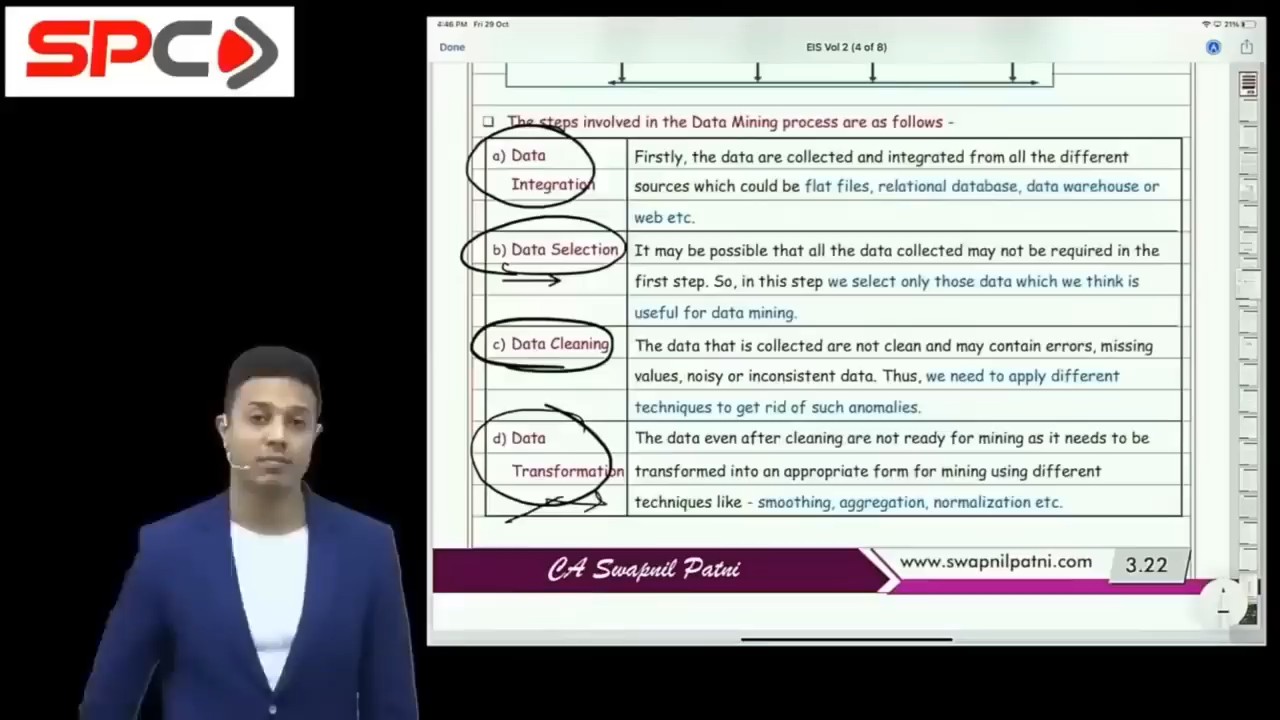 SPC
4:46 PM Fri 29 Oct
21%
Done
EIS Vol 2 (4 of 8)
❑ The steps involved in the Data Mining process are as follows -
a) Data
Integration
Firstly, the data are collected and integrated from all the different
sources which could be flat files, relational database, data warehouse or
web etc.
b) Data Selection
It may be possible that all the data collected may not be required in the
first step. So, in this step we select only those data which we think is
useful for data mining.
c) Data Cleaning
The data that is collected are not clean and may contain errors, missing
values, noisy or inconsistent data. Thus, we need to apply different
techniques to get rid of such anomalies.
d) Data
Transformation
The data even after cleaning are not ready for mining as it needs to be
transformed into an appropriate form for mining using different
techniques like - smoothing, aggregation, normalization etc.
CA Swapnil Patni
www.swapnilpatni.com
3.22